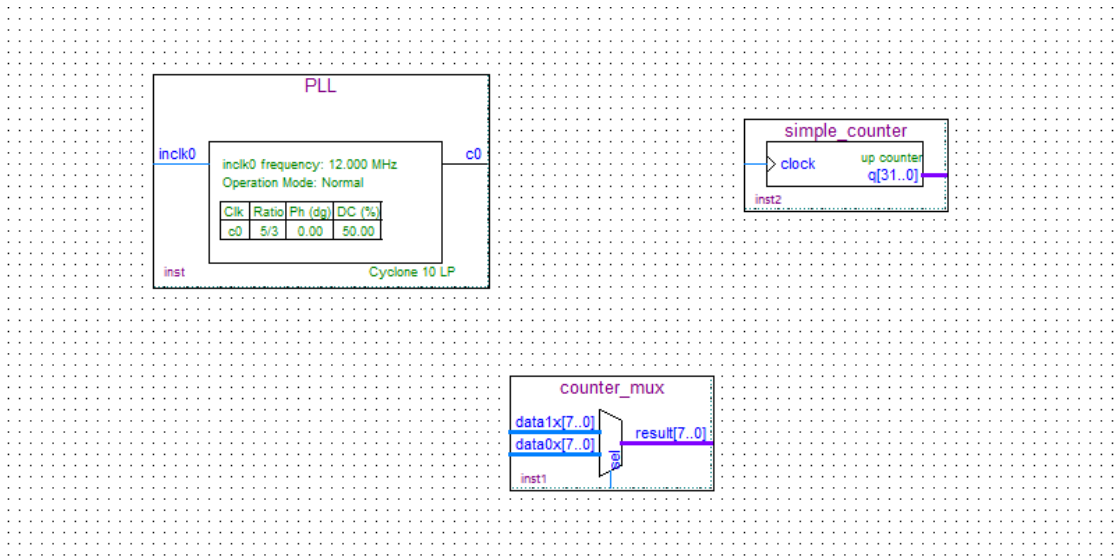 PLL
inclk0
c0
inclk0 frequency: 12.000 MHz
Operation Mode: Normal
Clk Ratio Ph (dg) DC (%)
c0 5/3 0.00 50.00
inst
Cyclone 10 LP
simple_counter
clock
up counter
q[31..0]
inst2
counter_mux
data1x[7..0]
data0x[7..0]
result[7..0]
sel
inst1